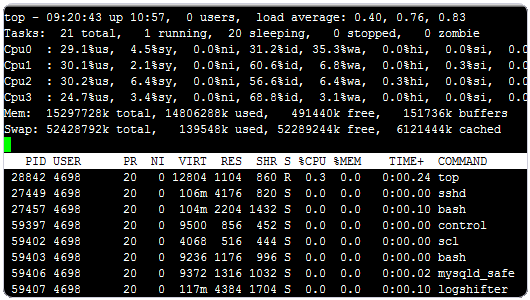 top - 09:20:43 up 10:57,  0 users,  load average: 0.40, 0.76, 0.83
Tasks:  21 total,   1 running,  20 sleeping,   0 stopped,   0 zombie
Cpu0  : 29.1%us,  4.5%sy,  0.0%ni, 31.2%id, 35.3%wa,  0.0%hi,  0.0%si,  0.0
Cpu1  : 30.1%us,  2.1%sy,  0.0%ni, 60.6%id,  6.8%wa,  0.0%hi,  0.3%si,  0.0
Cpu2  : 30.2%us,  6.4%sy,  0.0%ni, 56.6%id,  6.4%wa,  0.3%hi,  0.0%si,  0.0
Cpu3  : 24.7%us,  3.4%sy,  0.0%ni, 68.8%id,  3.1%wa,  0.0%hi,  0.0%si,  0.0
Mem:  15297728k total, 14806288k used,   491440k free,   151736k buffers
Swap: 52428792k total,   139548k used, 52289244k free,  6121444k cached
PID USER      PR  NI  VIRT  RES  SHR S %CPU %MEM    TIME+  COMMAND
28842 4698      20   0 12804 1104  860 R  0.3  0.0   0:00.24 top
27449 4698      20   0  106m 4176  820 S  0.0  0.0   0:00.00 sshd
27457 4698      20   0  104m 2204 1432 S  0.0  0.0   0:00.10 bash
59397 4698      20   0  9500  856  452 S  0.0  0.0   0:00.00 control
59402 4698      20   0  4068  516  444 S  0.0  0.0   0:00.00 scl
59403 4698      20   0  9236 1176  996 S  0.0  0.0   0:00.00 bash
59406 4698      20   0  9372 1316 1032 S  0.0  0.0   0:00.02 mysqld_safe
59407 4698      20   0  117m 4384 1704 S  0.0  0.0   0:00.10 logshifter